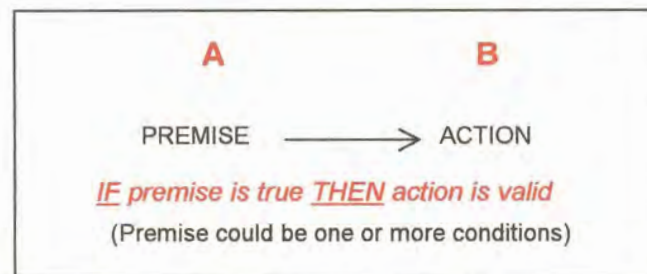 A B
PREMISE ACTION
IF premise is true THEN action is valid
(Premise could be one or more conditions)